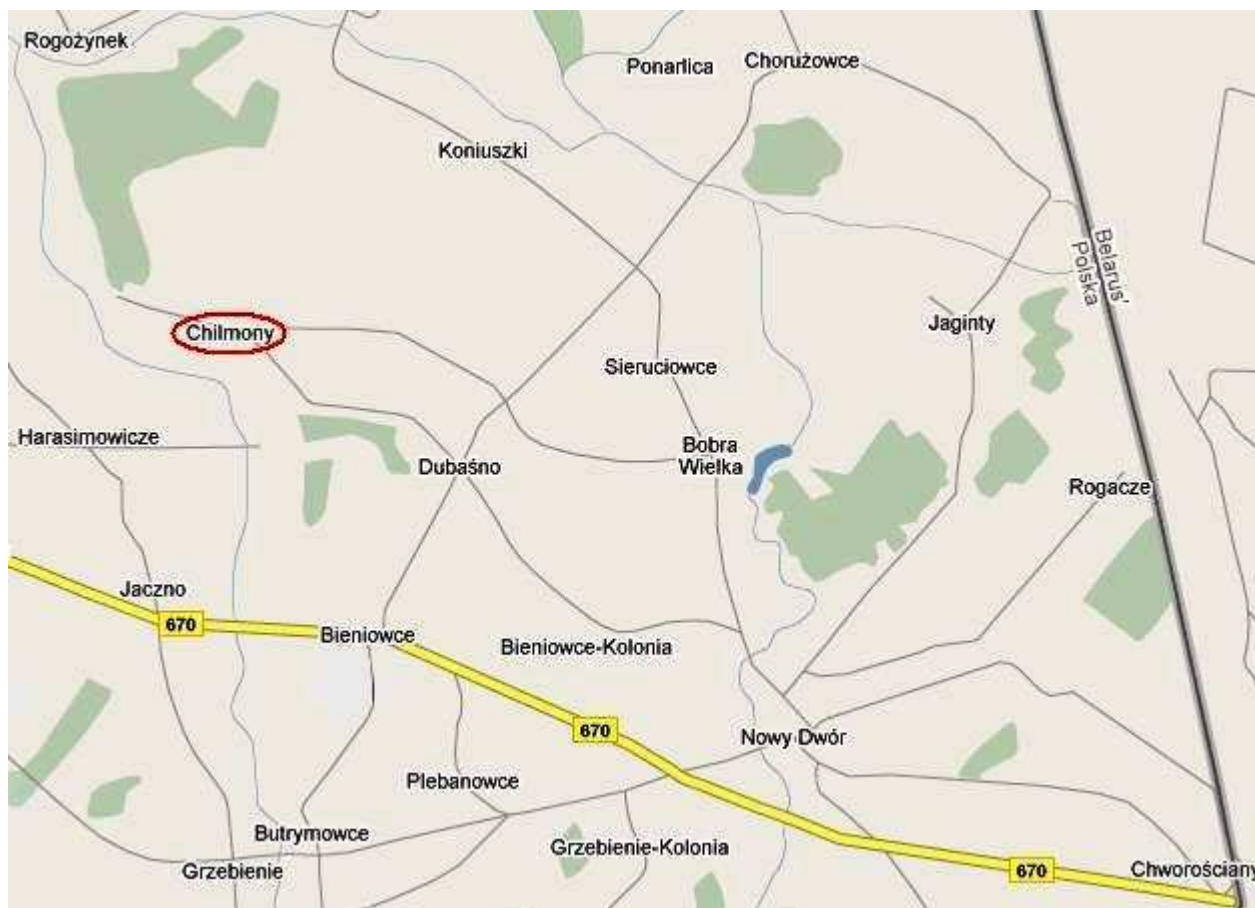 Rogożynek
Ponarlica
Chorużowce
Koniuszki
Belarus'
Polska
Chilmony
Jaginty
Sieruciowce
Harasimowicze
Dubaśno
Bobra
Wielka
Rogacze
Jaczno
670
Bieniowce
Bieniowce-Kolonia
670
Nowy Dwór
Plebanowce
Butrymowce
Grzebienie-Kolonia
Grzebienie
670
Chworościany